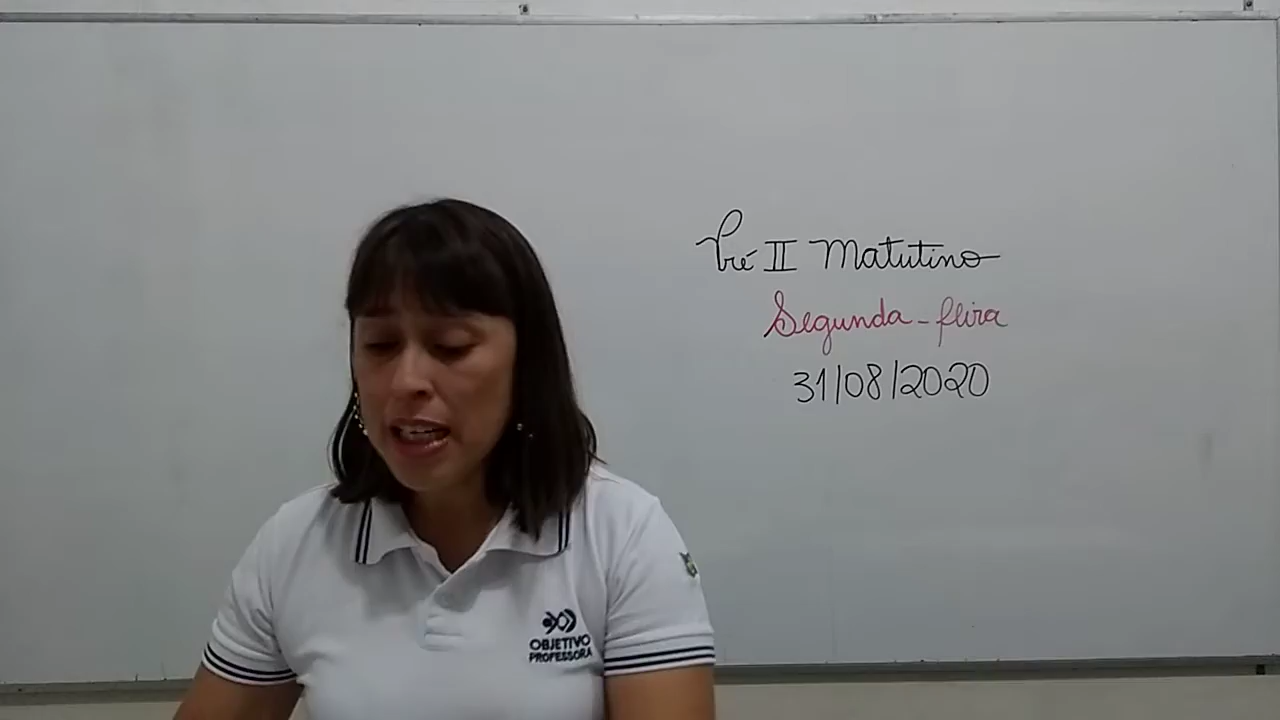 Pré II Matutino
Segunda-feira
31/08/2020
OBJETIVO
PROFESSORA